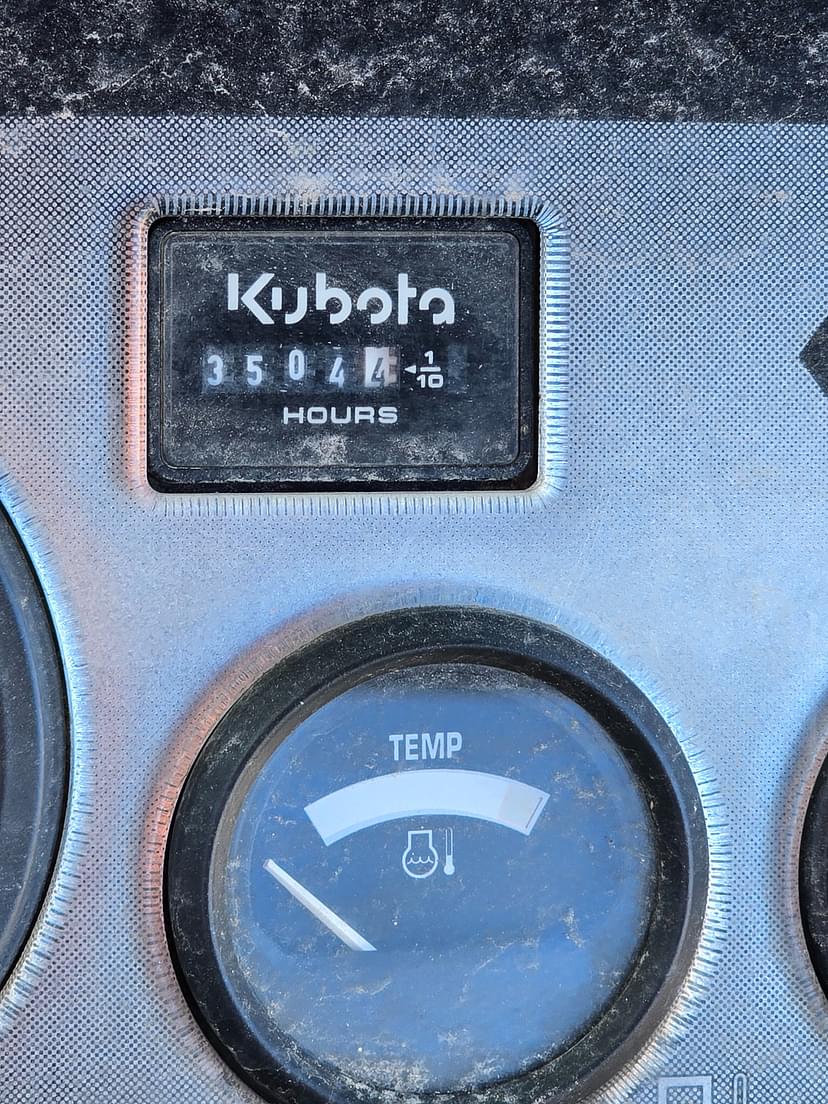 Kubota
35044 1/10
HOURS
TEMP